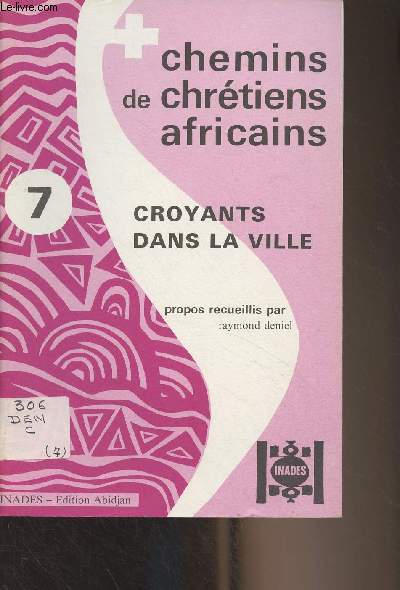 Le-livre.com
chemins
de chrétiens
africains
7
CROYANTS
DANS LA VILLE
propos recueillis par
raymond deniel
306
DEN
C
(7)
INADES
INADES – Edition Abidjan